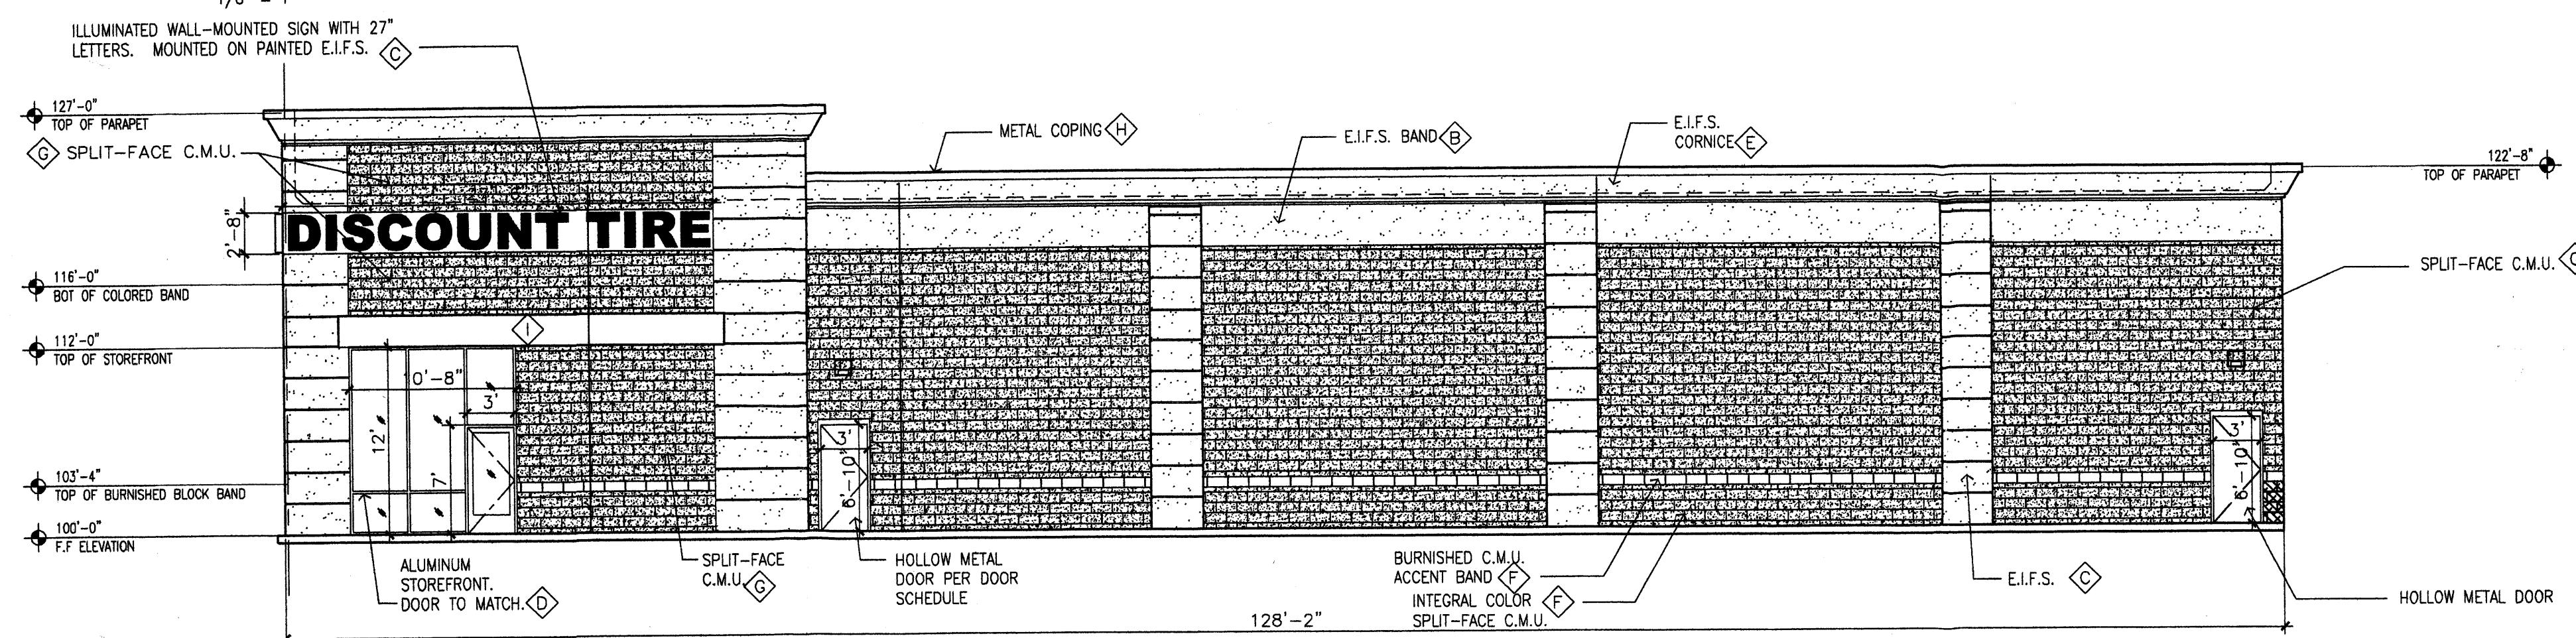 ILLUMINATED WALL-MOUNTED SIGN WITH 27"
LETTERS. MOUNTED ON PAINTED E.I.F.S. C
127'-0"
TOP OF PARAPET
G SPLIT-FACE C.M.U.
METAL COPING H
E.I.F.S. BAND B
E.I.F.S.
CORNICE E
122'-8"
TOP OF PARAPET
2'-8"
DISCOUNT TIRE
116'-0"
BOT OF COLORED BAND
SPLIT-FACE C.M.U.
I
112'-0"
TOP OF STOREFRONT
0'-8"
3'
12'
7'
3'
6'-10"
3'
6'-10"
103'-4"
TOP OF BURNISHED BLOCK BAND
100'-0"
F.F ELEVATION
ALUMINUM
STOREFRONT.
DOOR TO MATCH. D
SPLIT-FACE
C.M.U. G
HOLLOW METAL
DOOR PER DOOR
SCHEDULE
BURNISHED C.M.U.
ACCENT BAND F
INTEGRAL COLOR F
SPLIT-FACE C.M.U.
E.I.F.S. C
HOLLOW METAL DOOR
128'-2"